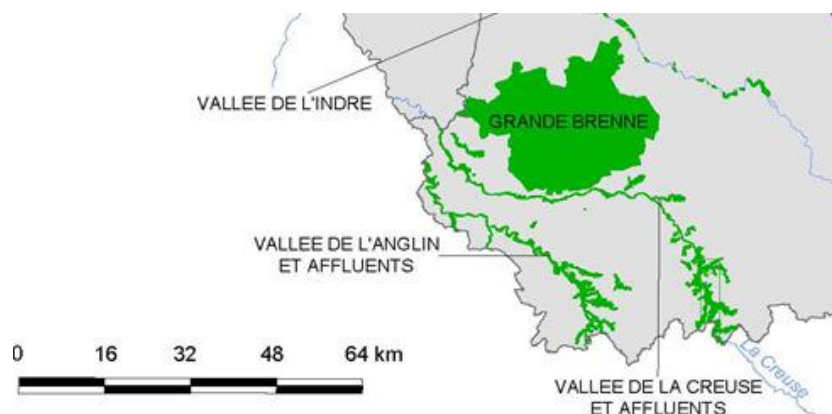 VALLEE DE L'INDRE
GRANDE BRENNE
VALLEE DE L'ANGLIN
ET AFFLUENTS
0 16 32 48 64 km
La Creuse
VALLEE DE LA CREUSE
ET AFFLUENTS